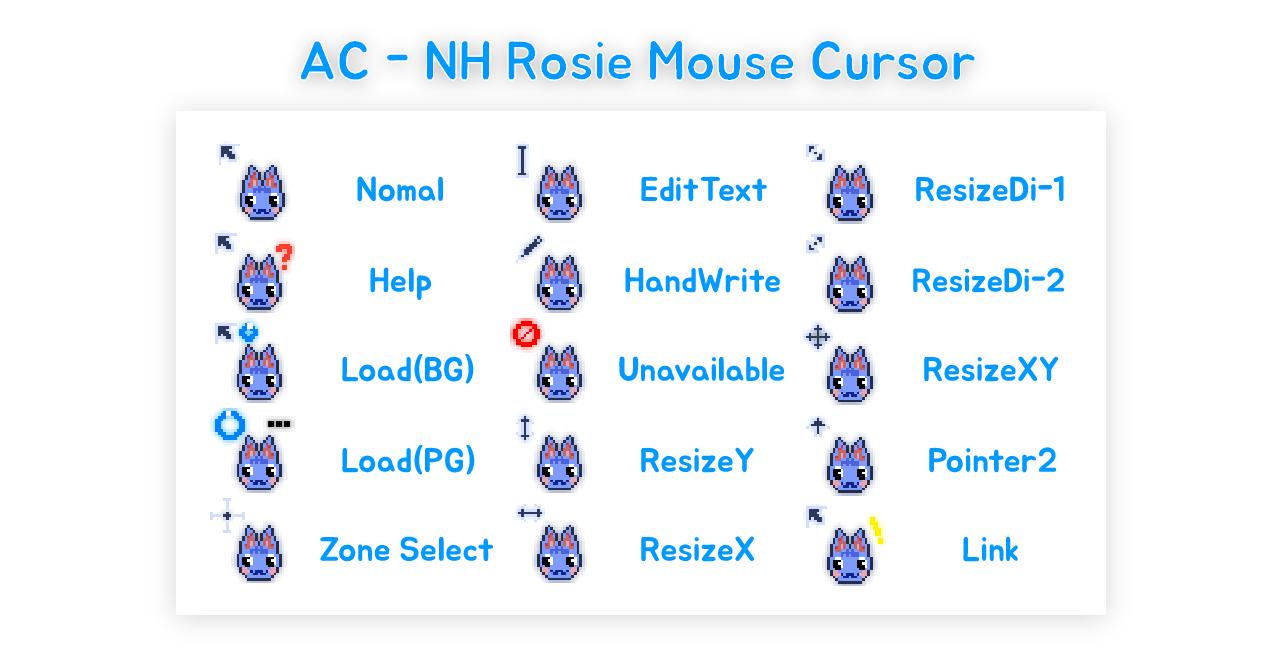 AC - NH Rosie Mouse Cursor
Nomal
EditText
ResizeDi-1
Help
HandWrite
ResizeDi-2
Load(BG)
Unavailable
ResizeXY
Load(PG)
ResizeY
Pointer2
Zone Select
ResizeX
Link